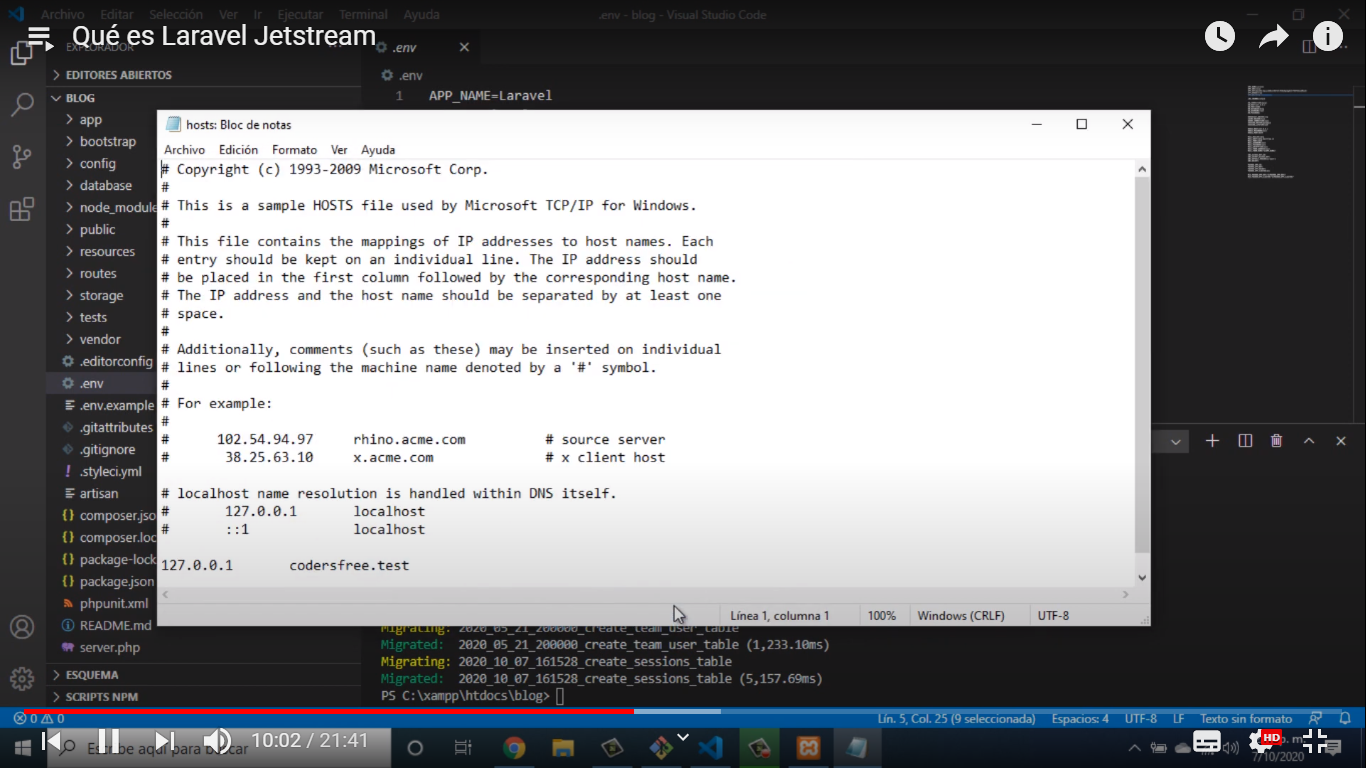 Archivo Editar Selección Ver Ir Ejecutar Terminal Ayuda .env - blog - Visual Studio Code
Qué es Laravel Jetstream
EXPLORADOR
.env
EDITORES ABIERTOS
.env
BLOG
1 APP_NAME=Laravel
app
bootstrap
config
database
node_module
public
resources
routes
storage
tests
vendor
.editorconfig
.env
.env.example
.gitattributes
.gitignore
.styleci.yml
artisan
composer.jso
composer.loc
package-lock
package.json
phpunit.xml
README.md
server.php
ESQUEMA
SCRIPTS NPM
hosts: Bloc de notas
Archivo Edición Formato Ver Ayuda
# Copyright (c) 1993-2009 Microsoft Corp.
#
# This is a sample HOSTS file used by Microsoft TCP/IP for Windows.
#
# This file contains the mappings of IP addresses to host names. Each
# entry should be kept on an individual line. The IP address should
# be placed in the first column followed by the corresponding host name.
# The IP address and the host name should be separated by at least one
# space.
#
# Additionally, comments (such as these) may be inserted on individual
# lines or following the machine name denoted by a '#' symbol.
#
# For example:
#
# 102.54.94.97 rhino.acme.com # source server
# 38.25.63.10 x.acme.com # x client host
# localhost name resolution is handled within DNS itself.
# 127.0.0.1 localhost
# ::1 localhost
127.0.0.1 codersfree.test
Línea 1, columna 1 100% Windows (CRLF) UTF-8
Migrating: 2020_05_21_200000_create_team_user_table
Migrated: 2020_05_21_200000_create_team_user_table (1,233.10ms)
Migrating: 2020_10_07_161528_create_sessions_table
Migrated: 2020_10_07_161528_create_sessions_table (5,157.69ms)
PS C:\xampp\htdocs\blog>
0 0 Lín. 5, Col. 25 (9 seleccionada) Espacios: 4 UTF-8 LF Texto sin formato
Escribe aquí para buscar
10:02 / 21:41
HD
7/10/2020